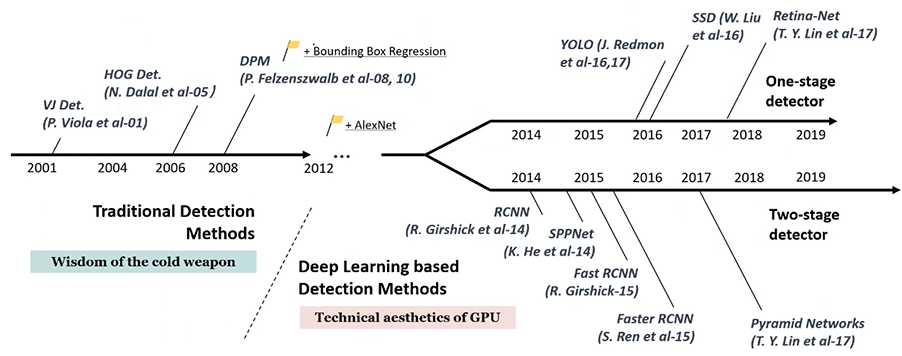 SSD (W. Liu
et al-16)
Retina-Net
(T. Y. Lin et al-17)
YOLO (J. Redmon
et al-16,17)
+ Bounding Box Regression
DPM
(P. Felzenszwalb et al-08, 10)
HOG Det.
(N. Dalal et al-05)
VJ Det.
(P. Viola et-01)
+ AlexNet
One-stage
detector
2014 2015 2016 2017 2018 2019
2001 2004 2006 2008 2012 ...
2014 2015 2016 2017 2018 2019
Traditional Detection
Methods
Wisdom of the cold weapon
RCNN
(R. Girshick et al-14)
SPPNet
(K. He et al-14)
Two-stage
detector
Deep Learning based
Detection Methods
Technical aesthetics of GPU
Fast RCNN
(R. Girshick-15)
Faster RCNN
(S. Ren et al-15)
Pyramid Networks
(T. Y. Lin et al-17)